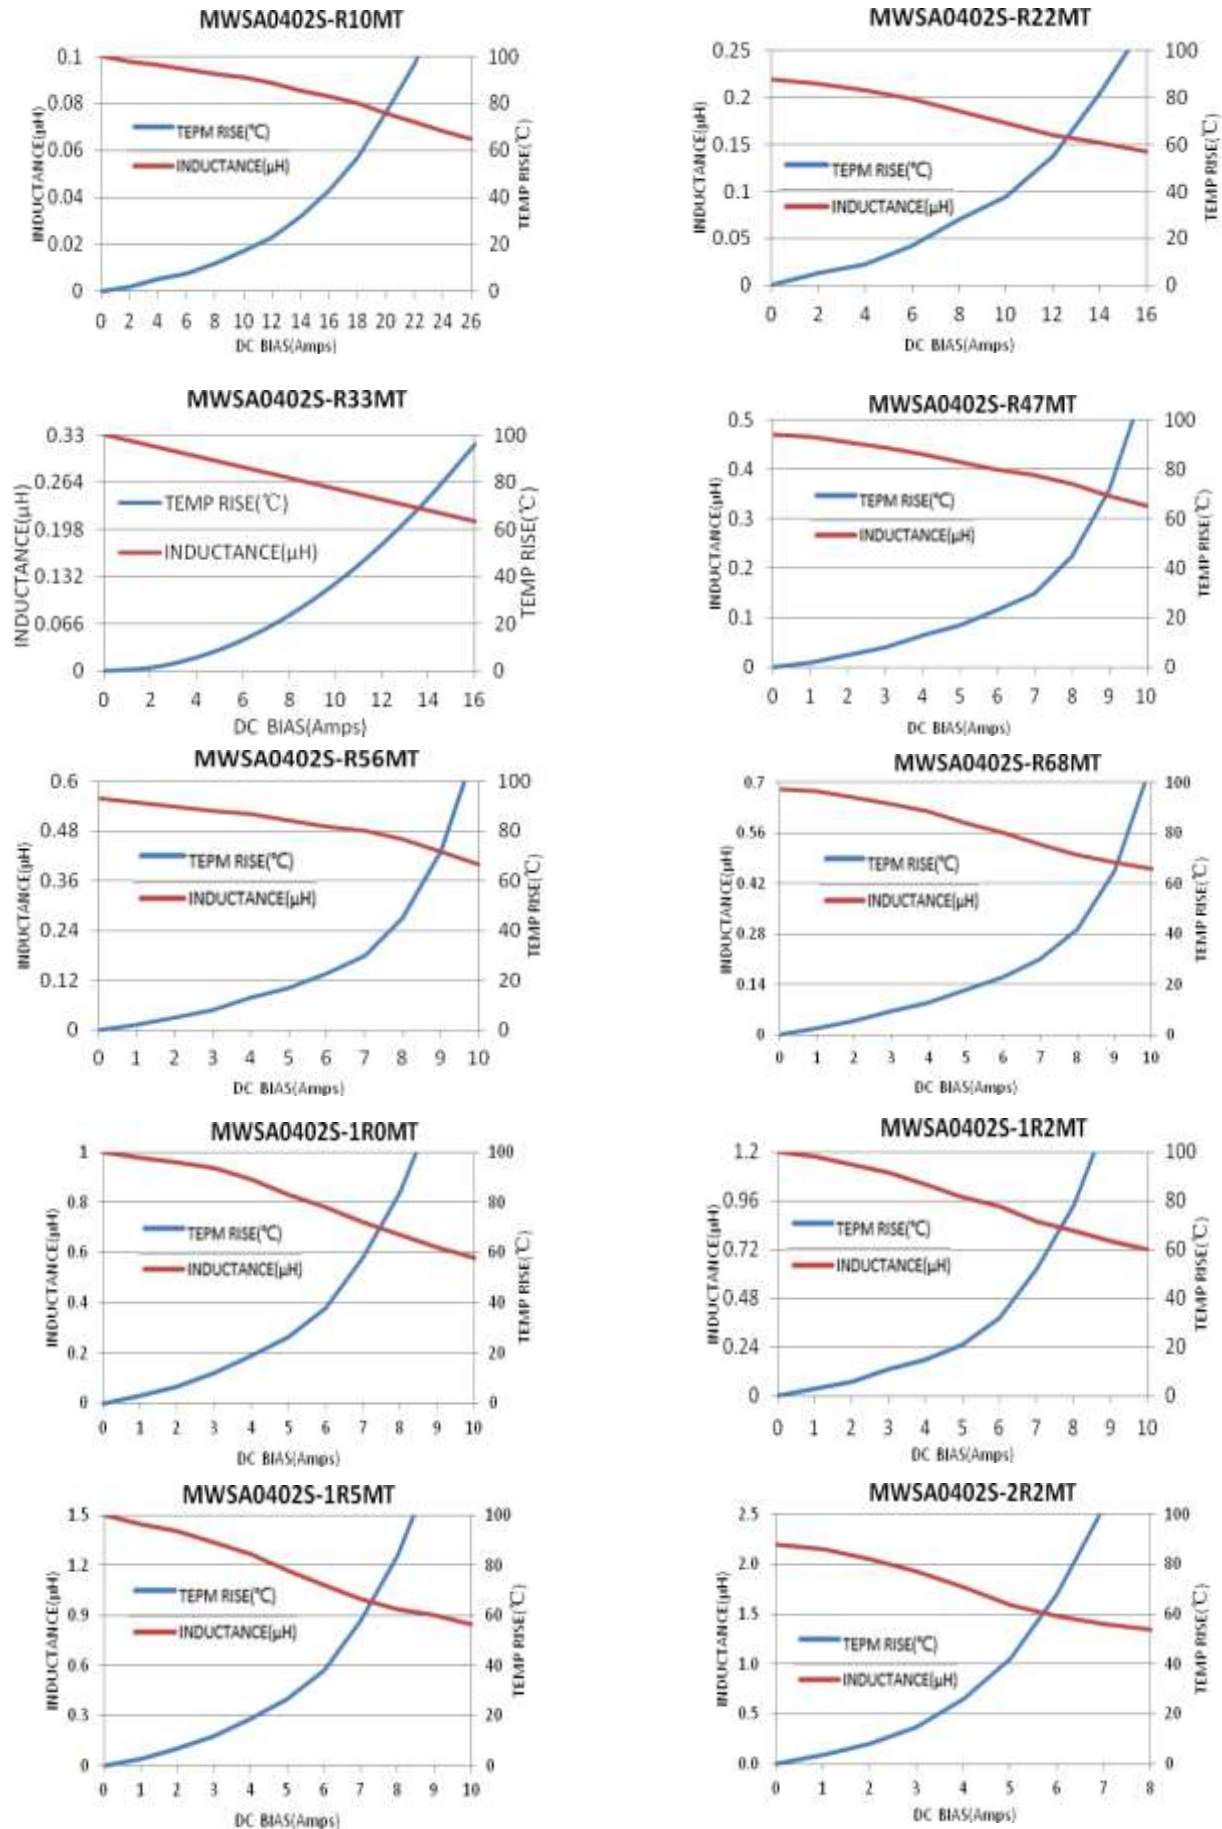 MWSA0402S-R10MT
INDUCTANCE(μH)
0.1
0.08
0.06
0.04
0.02
0
TEPM RISE(℃)
INDUCTANCE(μH)
100
80
60
40
20
0
TEMP RISE(℃)
0 2 4 6 8 10 12 14 16 18 20 22 24 26
DC BIAS(Amps)
MWSA0402S-R22MT
INDUCTANCE(μH)
0.25
0.2
0.15
0.1
0.05
0
TEPM RISE(℃)
INDUCTANCE(μH)
100
80
60
40
20
0
TEMP RISE(℃)
0 2 4 6 8 10 12 14 16
DC BIAS(Amps)
MWSA0402S-R33MT
INDUCTANCE(μH)
0.33
0.264
0.198
0.132
0.066
0
TEMP RISE(℃)
INDUCTANCE(μH)
100
80
60
40
20
0
TEMP RISE(℃)
0 2 4 6 8 10 12 14 16
DC BIAS(Amps)
MWSA0402S-R47MT
INDUCTANCE(μH)
0.5
0.4
0.3
0.2
0.1
0
TEPM RISE(℃)
INDUCTANCE(μH)
100
80
60
40
20
0
TEMP RISE(℃)
0 1 2 3 4 5 6 7 8 9 10
DC BIAS(Amps)
MWSA0402S-R56MT
INDUCTANCE(μH)
0.6
0.48
0.36
0.24
0.12
0
TEPM RISE(℃)
INDUCTANCE(μH)
100
80
60
40
20
0
TEMP RISE(℃)
0 1 2 3 4 5 6 7 8 9 10
DC BIAS(Amps)
MWSA0402S-R68MT
INDUCTANCE(μH)
0.7
0.56
0.42
0.28
0.14
0
TEPM RISE(℃)
INDUCTANCE(μH)
100
80
60
40
20
0
TEMP RISE(℃)
0 1 2 3 4 5 6 7 8 9 10
DC BIAS(Amps)
MWSA0402S-1R0MT
INDUCTANCE(μH)
1
0.8
0.6
0.4
0.2
0
TEPM RISE(℃)
INDUCTANCE(μH)
100
80
60
40
20
0
TEMP RISE(℃)
0 1 2 3 4 5 6 7 8 9 10
DC BIAS(Amps)
MWSA0402S-1R2MT
INDUCTANCE(μH)
1.2
0.96
0.72
0.48
0.24
0
TEPM RISE(℃)
INDUCTANCE(μH)
100
80
60
40
20
0
TEMP RISE(℃)
0 1 2 3 4 5 6 7 8 9 10
DC BIAS(Amps)
MWSA0402S-1R5MT
INDUCTANCE(μH)
1.5
1.2
0.9
0.6
0.3
0
TEPM RISE(℃)
INDUCTANCE(μH)
100
80
60
40
20
0
TEMP RISE(℃)
0 1 2 3 4 5 6 7 8 9 10
DC BIAS(Amps)
MWSA0402S-2R2MT
INDUCTANCE(μH)
2.5
2.0
1.5
1.0
0.5
0.0
TEPM RISE(℃)
INDUCTANCE(μH)
100
80
60
40
20
0
TEMP RISE(℃)
0 1 2 3 4 5 6 7 8
DC BIAS(Amps)